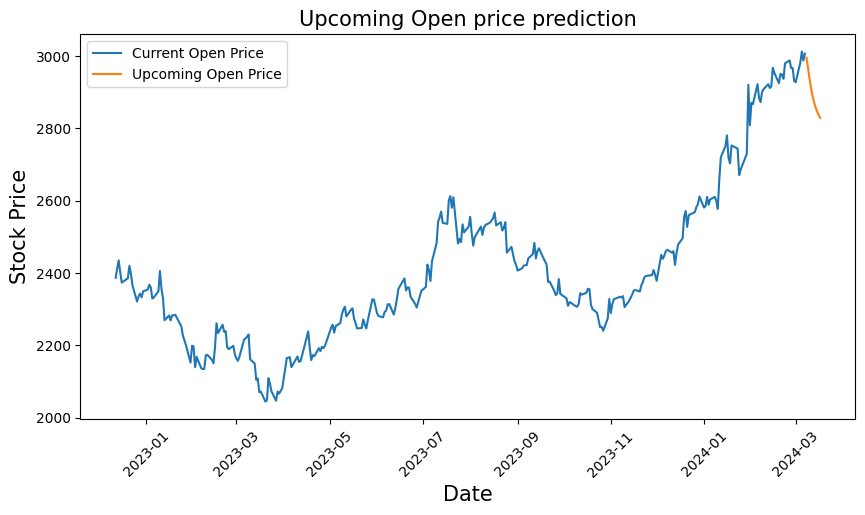 Upcoming Open price prediction
Current Open Price
Upcoming Open Price
Stock Price
3000
2800
2600
2400
2200
2000
2023-01
2023-03
2023-05
2023-07
2023-09
2023-11
2024-01
2024-03
Date